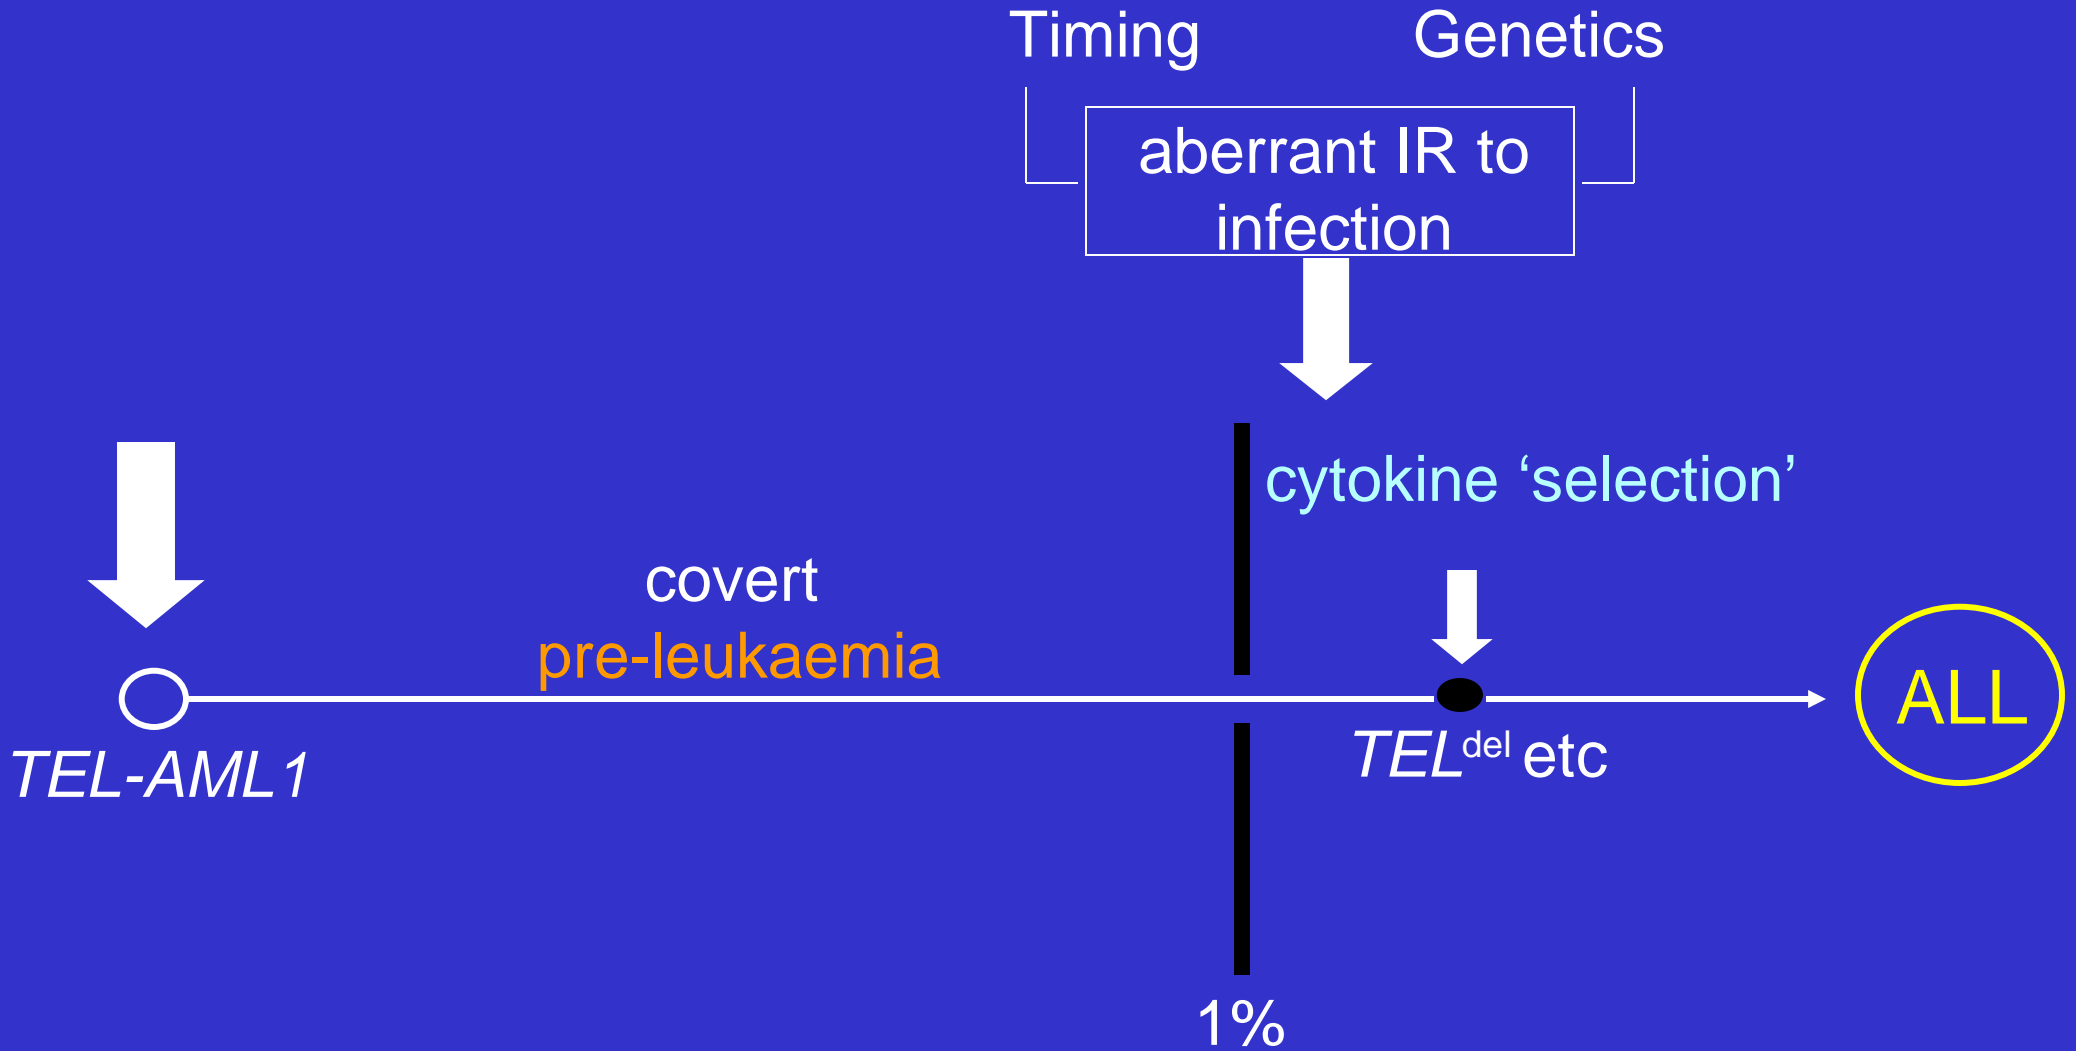 Timing Genetics
aberrant IR to
infection
cytokine ‘selection’
covert
pre-leukaemia
ALL
TEL-AML1
TELdel etc
1%